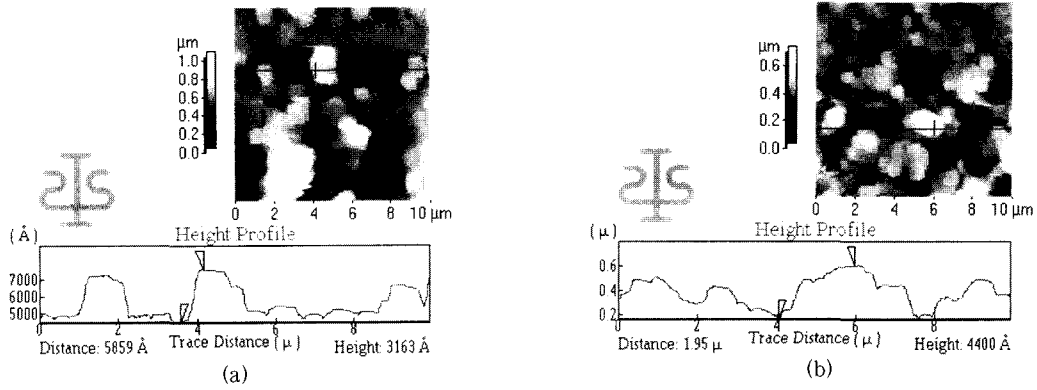 μm
1.0
0.8
0.6
0.4
0.2
0.0
0 2 4 6 8 10 μm
(Å)
Height Profile
7000
6000
5000
0 2 4 6 8
Distance: 5859 Å Trace Distance (μ) Height: 3163 Å
(a)
μm
0.6
0.4
0.2
0.0
0 2 4 6 8 10 μm
(μ)
Height Profile
0.6
0.4
0.2
0 2 4 6 8
Distance: 1.95 μ Trace Distance (μ) Height: 4400 Å
(b)